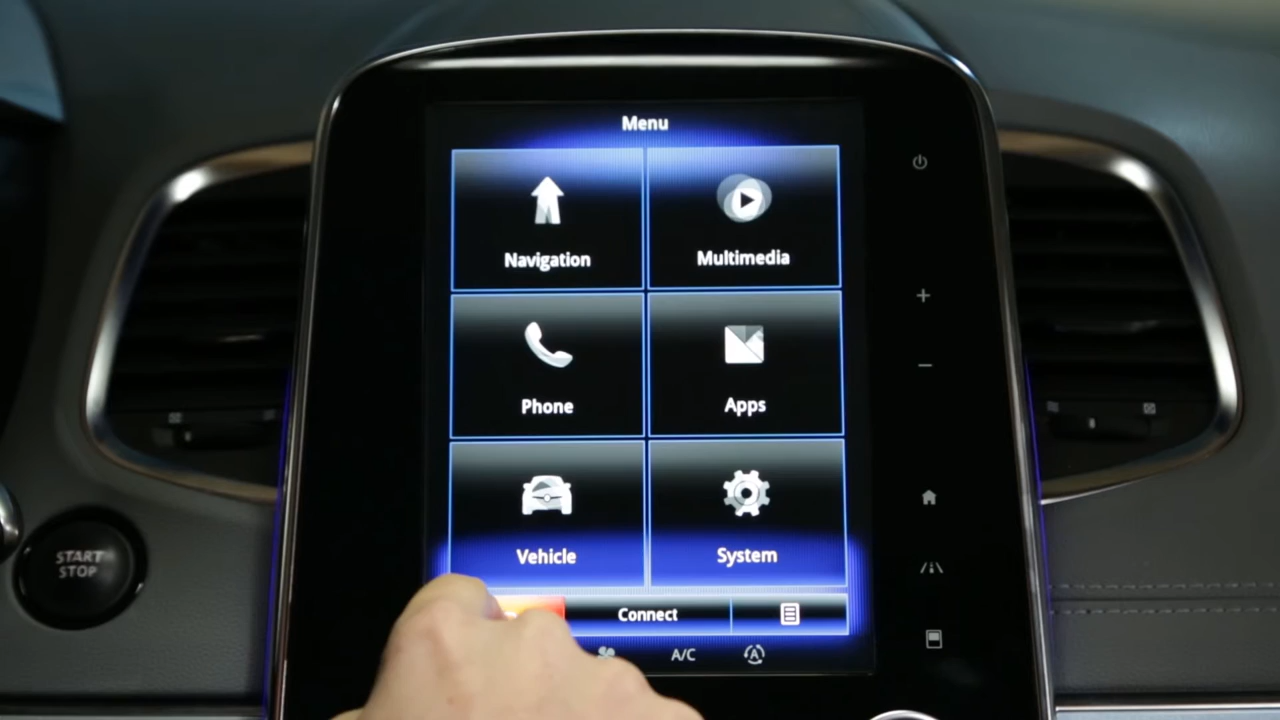 Menu
Navigation
Multimedia
Phone
Apps
Vehicle
System
START
STOP
Connect
A/C
A